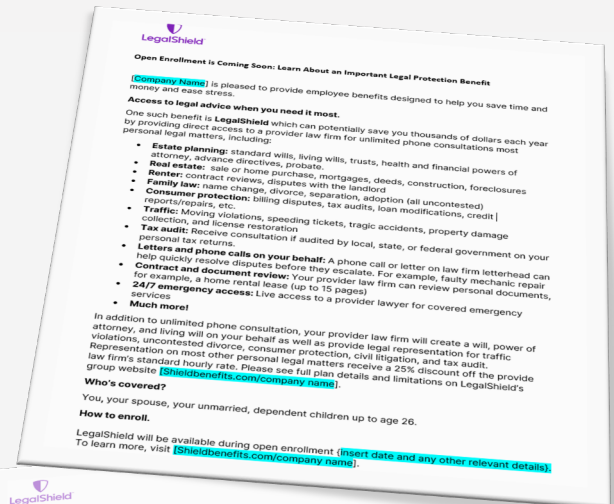 LegalShield
Open Enrollment is Coming Soon: Learn About an Important Legal Protection Benefit
[Company Name] is pleased to provide employee benefits designed to help you save time and
money and ease stress.
Access to legal advice when you need it most.
One such benefit is LegalShield which can potentially save you thousands of dollars each year
by providing direct access to a provider law firm for unlimited phone consultations most
personal legal matters, including:
• Estate planning: standard wills, living wills, trusts, health and financial powers of
attorney, advance directives, probate.
• Real estate: sale or home purchase, mortgages, deeds, construction, foreclosures
• Renter: contract reviews, disputes with the landlord
• Family law: name change, divorce, separation, adoption (all uncontested)
• Consumer protection: billing disputes, tax audits, loan modifications, credit |
reports/repairs, etc.
• Traffic: Moving violations, speeding tickets, tragic accidents, property damage
collection, and license restoration
• Tax audit: Receive consultation if audited by local, state, or federal government on your
personal tax returns.
• Letters and phone calls on your behalf: A phone call or letter on law firm letterhead can
help quickly resolve disputes before they escalate. For example, faulty mechanic repair
• Contract and document review: Your provider law firm can review personal documents,
for example, a home rental lease (up to 15 pages)
• 24/7 emergency access: Live access to a provider lawyer for covered emergency
services
• Much more!
In addition to unlimited phone consultation, your provider law firm will create a will, power of
attorney, and living will on your behalf as well as provide legal representation for traffic
violations, uncontested divorce, consumer protection, civil litigation, and tax audit.
Representation on most other personal legal matters receive a 25% discount off the provide
law firm's standard hourly rate. Please see full plan details and limitations on LegalShield's
group website [Shieldbenefits.com/company name].
Who's covered?
You, your spouse, your unmarried, dependent children up to age 26.
How to enroll.
LegalShield will be available during open enrollment {insert date and any other relevant details}.
To learn more, visit [Shieldbenefits.com/company name].
LegalShield